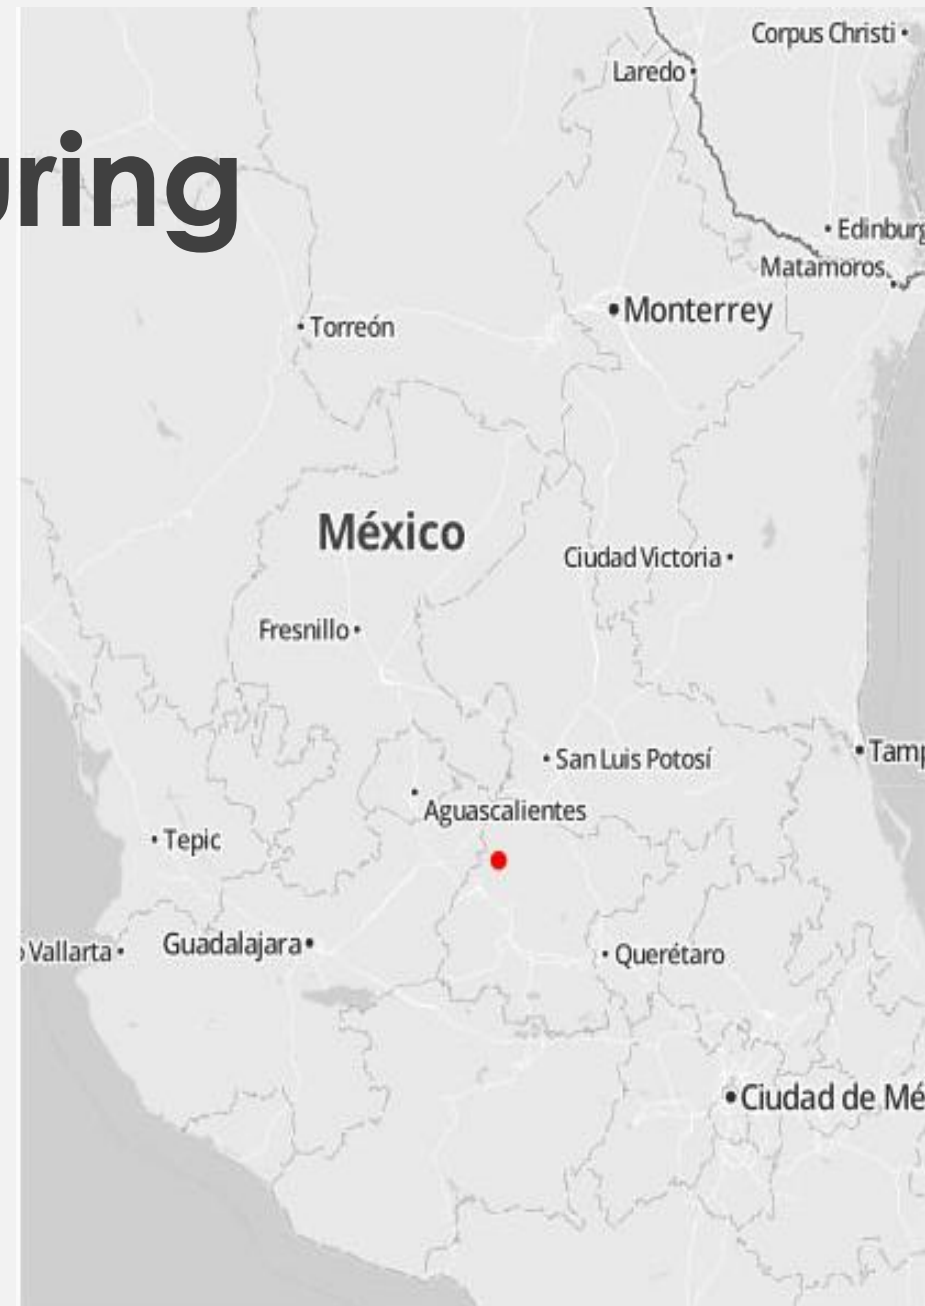 Corpus Christi
Laredo
uring
Edinburg
Matamoros
Monterrey
Torreón
México
Ciudad Victoria
Fresnillo
San Luis Potosí
Tamp
Aguascalientes
Tepic
Vallarta
Guadalajara
Querétaro
Ciudad de Mé